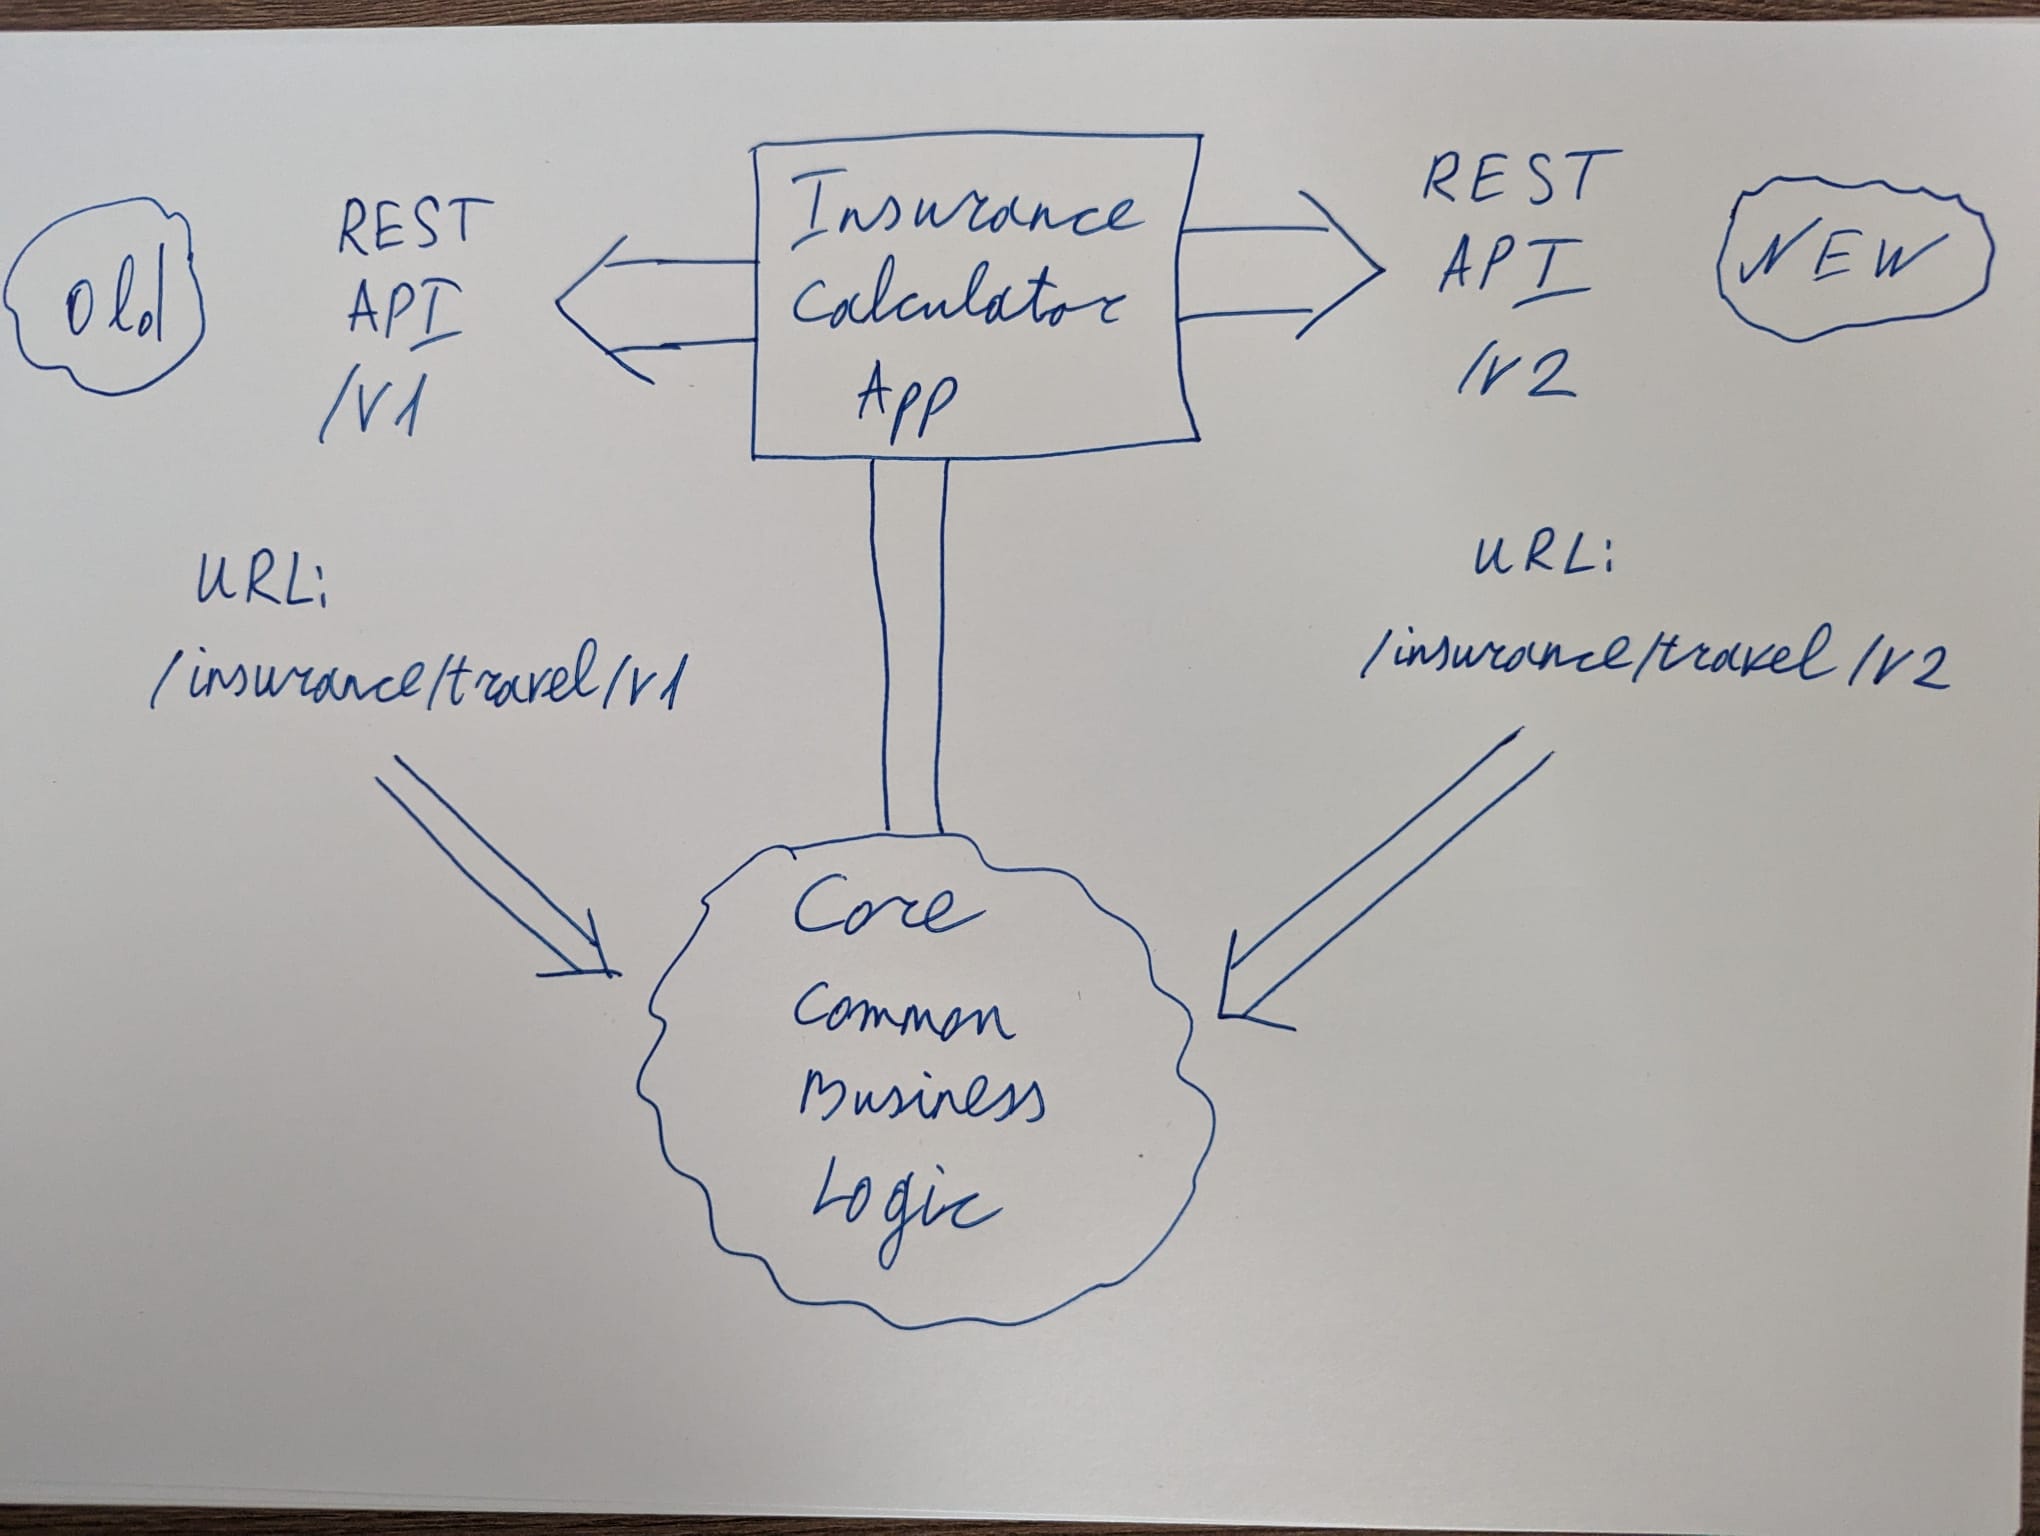 Old
REST
API
/v1
Insurance
Calculator
App
REST
API
/v2
NEW
URL:
/insurance/travel/v1
URL:
/insurance/travel/v2
Core
Common
Business
Logic